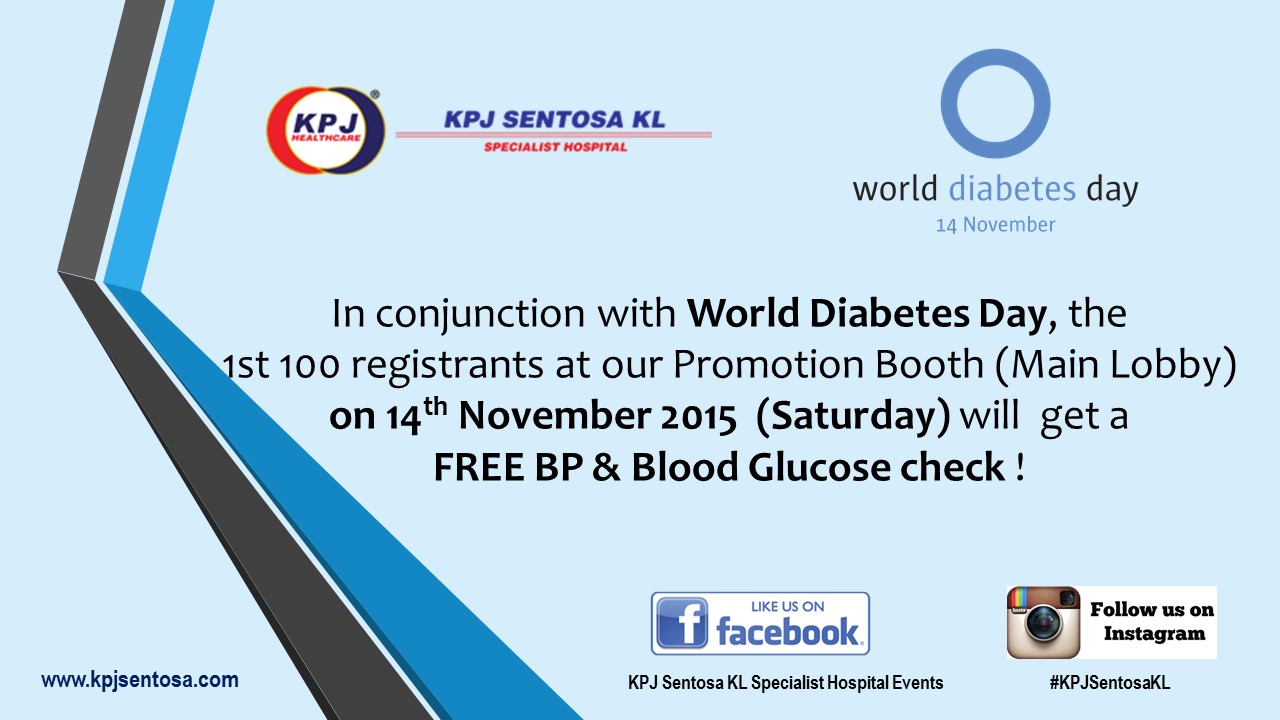 KPJ
HEALTHCARE
®
KPJ SENTOSA KL
SPECIALIST HOSPITAL
world diabetes day
14 November
In conjunction with World Diabetes Day, the
1st 100 registrants at our Promotion Booth (Main Lobby)
on 14th November 2015 (Saturday) will get a
FREE BP & Blood Glucose check !
LIKE US ON
facebook
Follow us on
Instagram
www.kpjsentosa.com
KPJ Sentosa KL Specialist Hospital Events
#KPJSentosaKL